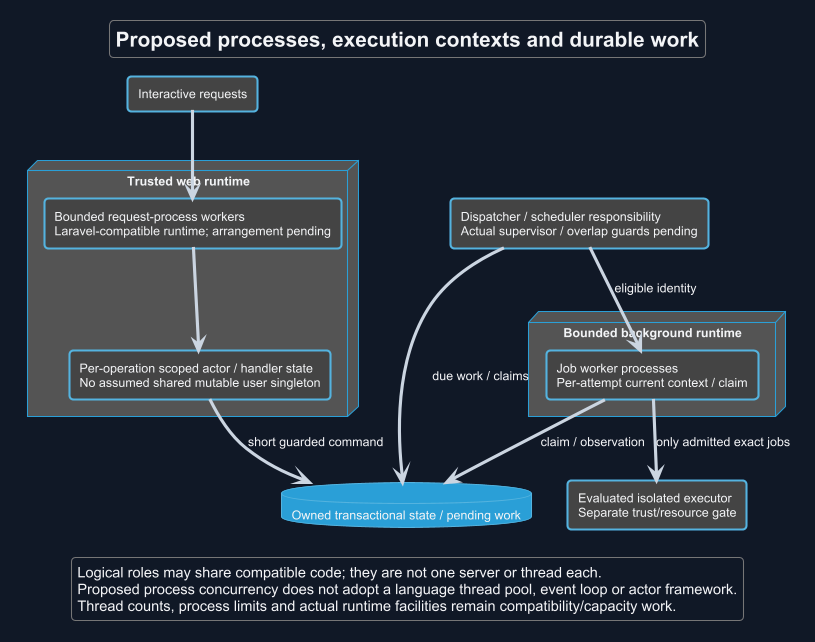 Proposed processes, execution contexts and durable work
Interactive requests
Trusted web runtime
Bounded request-process workers
Laravel-compatible runtime; arrangement pending
Dispatcher / scheduler responsibility
Actual supervisor / overlap guards pending
eligible identity
Bounded background runtime
Per-operation scoped actor / handler state
No assumed shared mutable user singleton
Job worker processes
Per-attempt current context / claim
due work / claims
short guarded command
claim / observation
only admitted exact jobs
Owned transactional state / pending work
Evaluated isolated executor
Separate trust/resource gate
Logical roles may share compatible code; they are not one server or thread each.
Proposed process concurrency does not adopt a language thread pool, event loop or actor framework.
Thread counts, process limits and actual runtime facilities remain compatibility/capacity work.